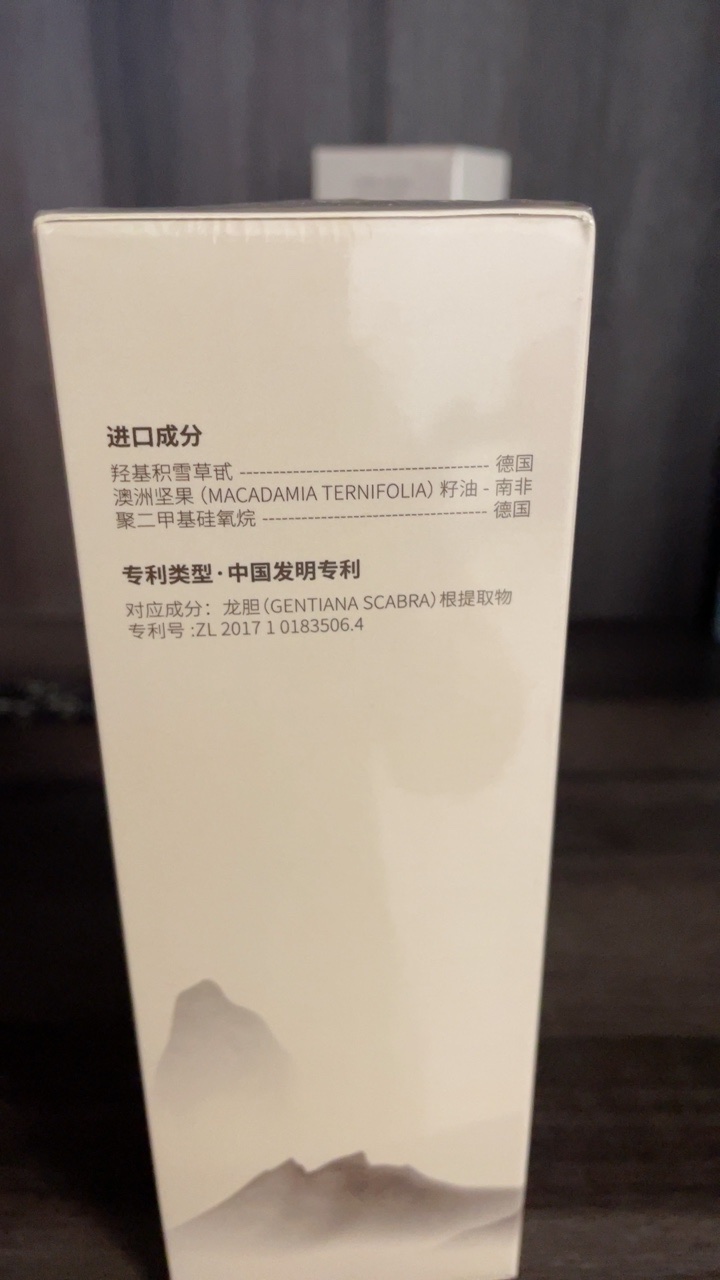 进口成分
羟基积雪草甙 -------------------------------------- 德国
澳洲坚果（MACADAMIA TERNIFOLIA）籽油 - 南非
聚二甲基硅氧烷 ---------------------------------- 德国
专利类型·中国发明专利
对应成分：龙胆（GENTIANA SCABRA）根提取物
专利号 :ZL 2017 1 0183506.4